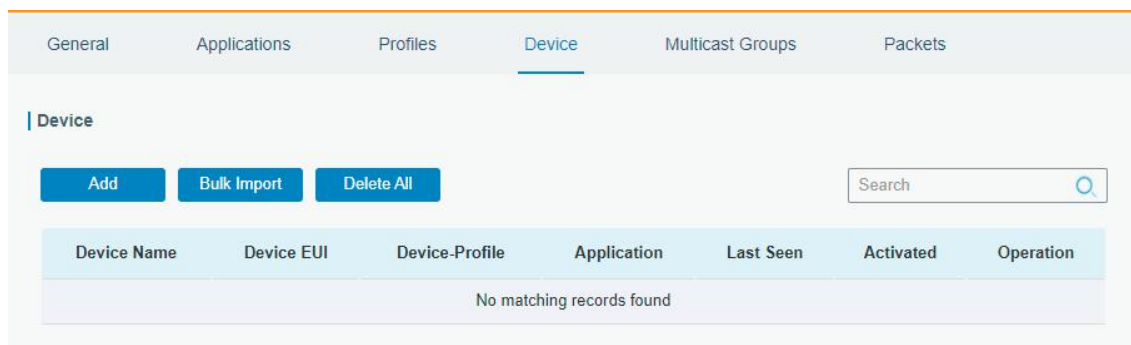 General Applications Profiles Device Multicast Groups Packets
Device
Add Bulk Import Delete All Search
Device Name Device EUI Device-Profile Application Last Seen Activated Operation
No matching records found